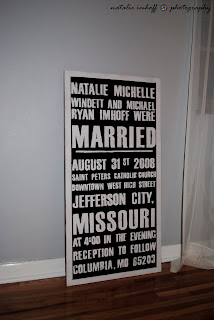 natalie imhoff photography
NATALIE MICHELLE
WINDETT AND MICHAEL
RYAN IMHOFF WERE
MARRIED
AUGUST 31ST 2008
SAINT PETERS CATHOLIC CHURCH
DOWNTOWN WEST HIGH STREET
JEFFERSON CITY,
MISSOURI
AT 4:00 IN THE EVENING
RECEPTION TO FOLLOW
COLUMBIA, MO 65203